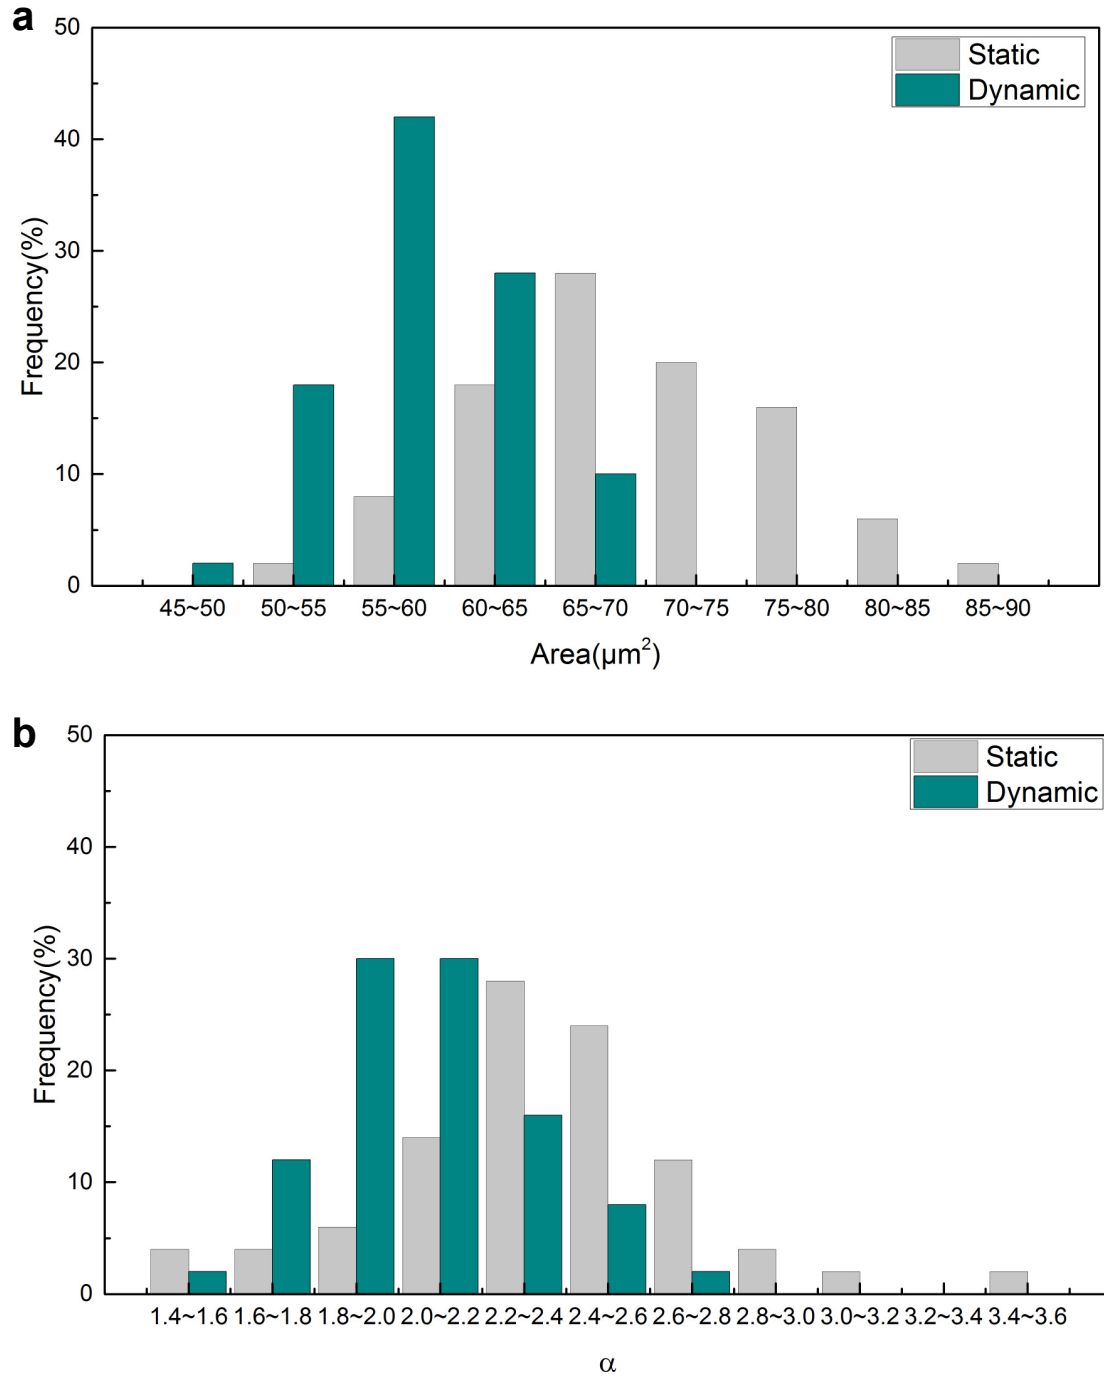 a
50
40
30
20
10
0
Frequency(%)
Static
Dynamic
45~50 50~55 55~60 60~65 65~70 70~75 75~80 80~85 85~90
Area(μm²)
b
50
40
30
20
10
0
Frequency(%)
Static
Dynamic
1.4~1.6 1.6~1.8 1.8~2.0 2.0~2.2 2.2~2.4 2.4~2.6 2.6~2.8 2.8~3.0 3.0~3.2 3.2~3.4 3.4~3.6
α